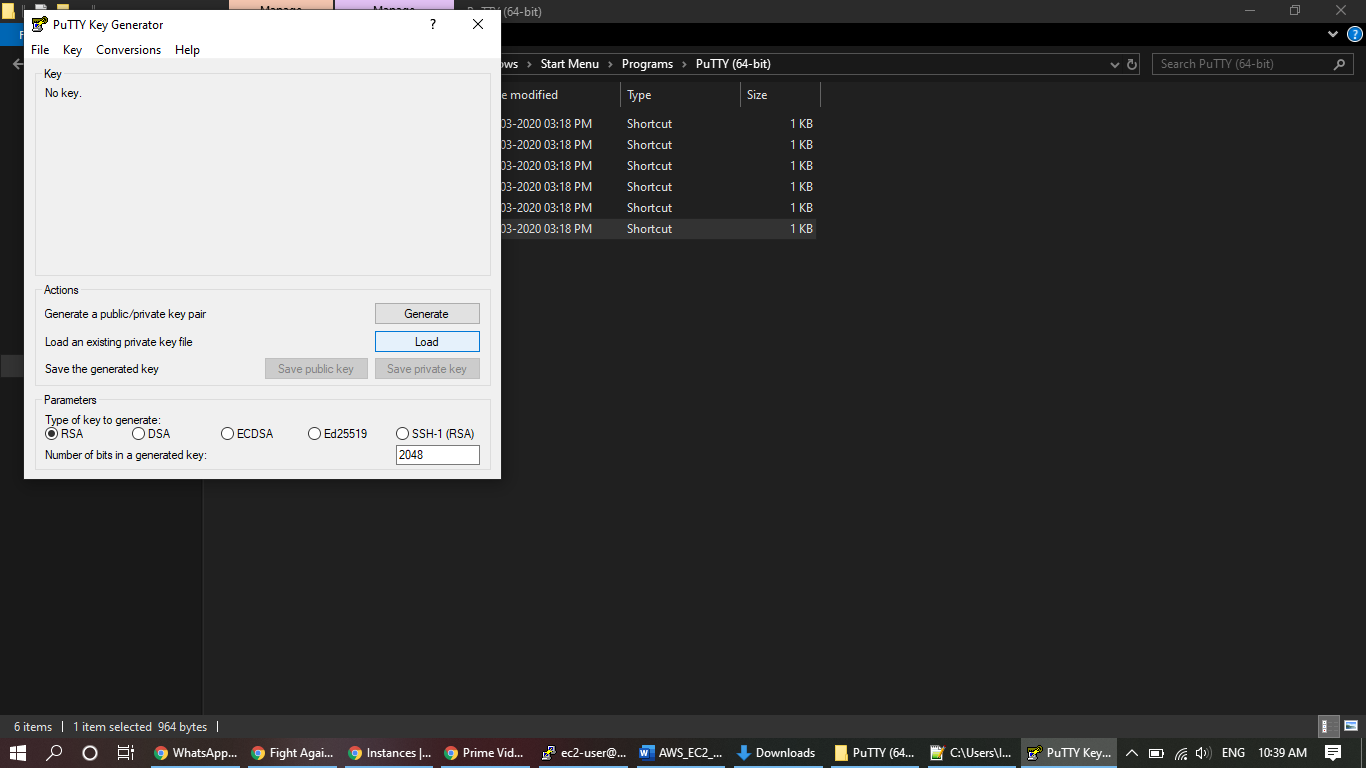 Manage
Manage
PuTTY (64-bit)
PuTTY Key Generator
?
File Key Conversions Help
Key
No key.
Actions
Generate a public/private key pair
Generate
Load an existing private key file
Load
Save the generated key
Save public key
Save private key
Parameters
Type of key to generate:
RSA DSA ECDSA Ed25519 SSH-1 (RSA)
Number of bits in a generated key:
2048
F
?
ows › Start Menu › Programs › PuTTY (64-bit)
Search PuTTY (64-bit)
e modified Type Size
03-2020 03:18 PM Shortcut 1 KB
03-2020 03:18 PM Shortcut 1 KB
03-2020 03:18 PM Shortcut 1 KB
03-2020 03:18 PM Shortcut 1 KB
03-2020 03:18 PM Shortcut 1 KB
03-2020 03:18 PM Shortcut 1 KB
6 items 1 item selected 964 bytes
WhatsApp... Fight Agai... Instances |... Prime Vid... ec2-user@... AWS_EC2_... Downloads PuTTY (64... C:\Users\I... PuTTY Key... ENG 10:39 AM